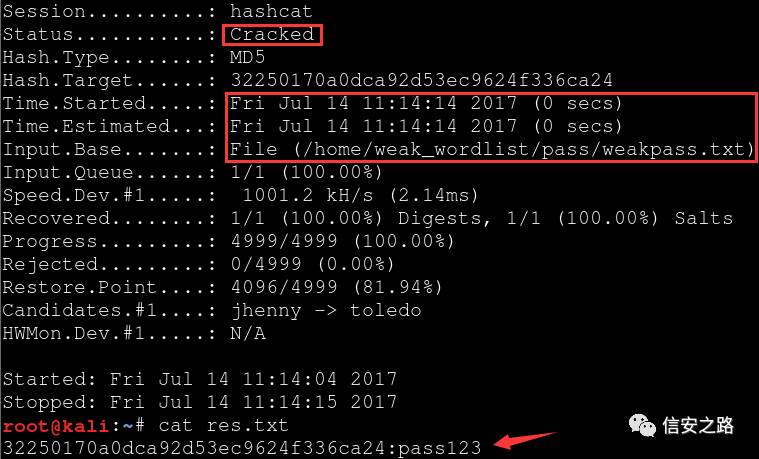 Session..........: hashcat
Status...........: Cracked
Hash.Type........: MD5
Hash.Target......: 32250170a0dca92d53ec9624f336ca24
Time.Started.....: Fri Jul 14 11:14:14 2017 (0 secs)
Time.Estimated...: Fri Jul 14 11:14:14 2017 (0 secs)
Input.Base.......: File (/home/weak_wordlist/pass/weakpass.txt)
Input.Queue......: 1/1 (100.00%)
Speed.Dev.#1.....:  1001.2 kH/s (2.14ms)
Recovered........: 1/1 (100.00%) Digests, 1/1 (100.00%) Salts
Progress.........: 4999/4999 (100.00%)
Rejected.........: 0/4999 (0.00%)
Restore.Point....: 4096/4999 (81.94%)
Candidates.#1....: jhenny -> toledo
HWMon.Dev.#1.....: N/A
Started: Fri Jul 14 11:14:04 2017
Stopped: Fri Jul 14 11:14:15 2017
root@kali:~# cat res.txt
32250170a0dca92d53ec9624f336ca24:pass123
信安之路